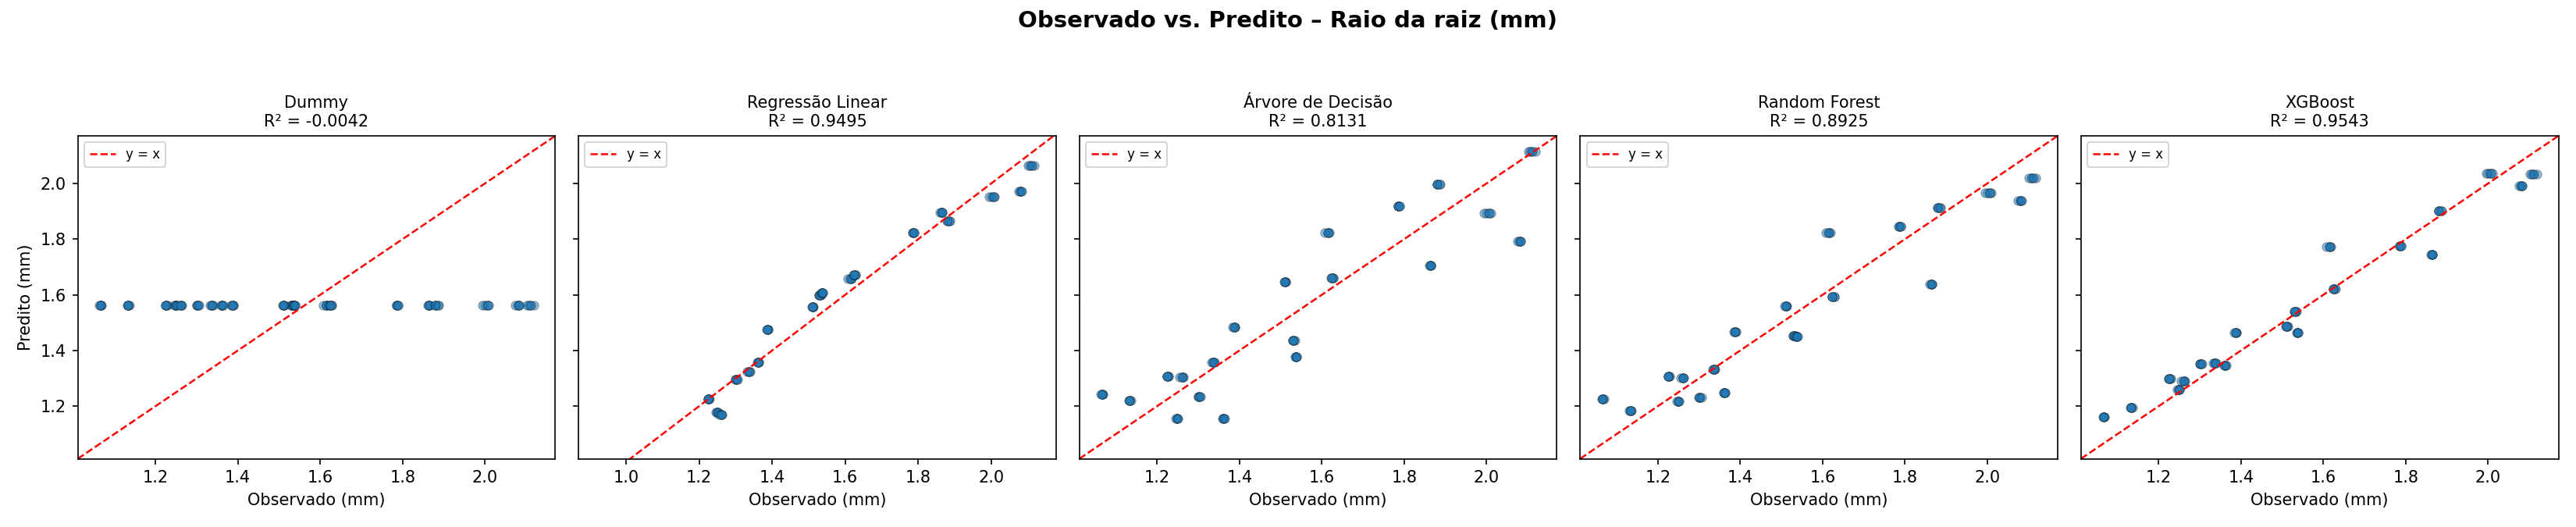 Observado vs. Predito – Raio da raiz (mm)
Dummy
R² = -0.0042
y = x
2.0
1.8
1.6
1.4
1.2
Predito (mm)
1.2 1.4 1.6 1.8 2.0
Observado (mm)
Regressão Linear
R² = 0.9495
y = x
1.0 1.2 1.4 1.6 1.8 2.0
Observado (mm)
Árvore de Decisão
R² = 0.8131
y = x
1.2 1.4 1.6 1.8 2.0
Observado (mm)
Random Forest
R² = 0.8925
y = x
1.2 1.4 1.6 1.8 2.0
Observado (mm)
XGBoost
R² = 0.9543
y = x
1.2 1.4 1.6 1.8 2.0
Observado (mm)